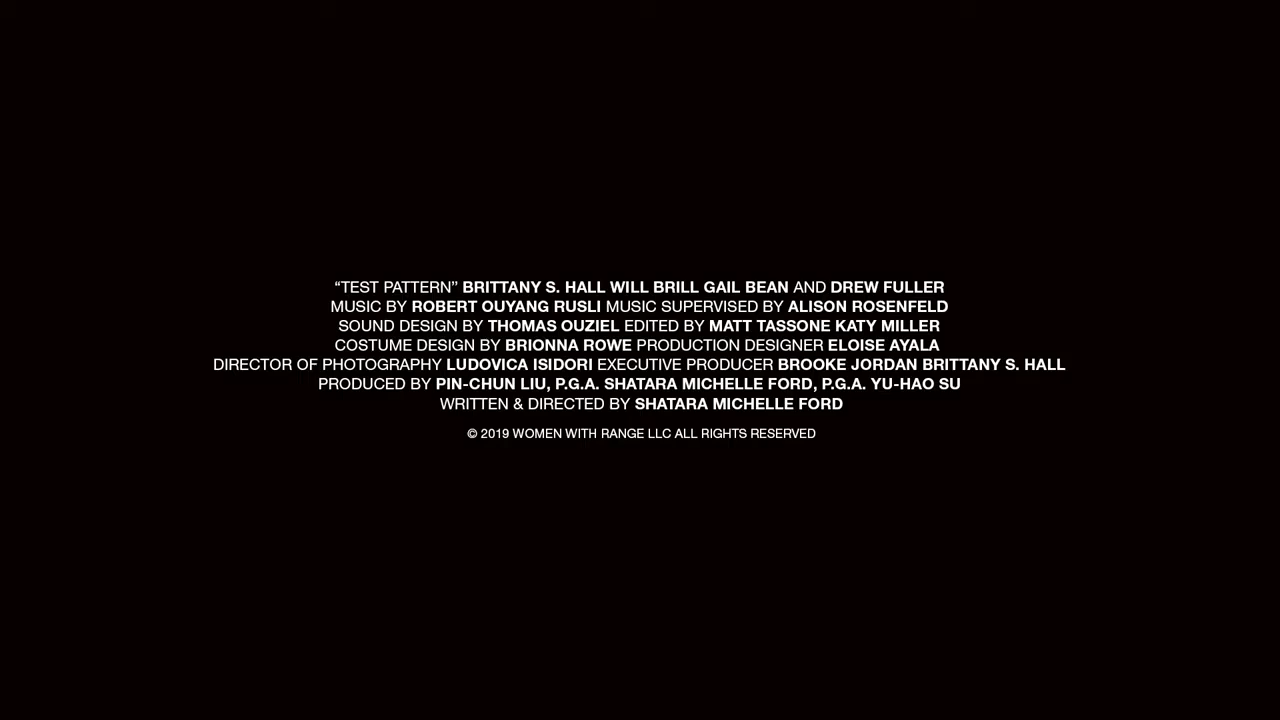 “TEST PATTERN” BRITTANY S. HALL WILL BRILL GAIL BEAN AND DREW FULLER
MUSIC BY ROBERT OUYANG RUSLI MUSIC SUPERVISED BY ALISON ROSENFELD
SOUND DESIGN BY THOMAS OUZIEL EDITED BY MATT TASSONE KATY MILLER
COSTUME DESIGN BY BRIONNA ROWE PRODUCTION DESIGNER ELOISE AYALA
DIRECTOR OF PHOTOGRAPHY LUDOVICA ISIDORI EXECUTIVE PRODUCER BROOKE JORDAN BRITTANY S. HALL
PRODUCED BY PIN-CHUN LIU, P.G.A. SHATARA MICHELLE FORD, P.G.A. YU-HAO SU
WRITTEN & DIRECTED BY SHATARA MICHELLE FORD
© 2019 WOMEN WITH RANGE LLC ALL RIGHTS RESERVED